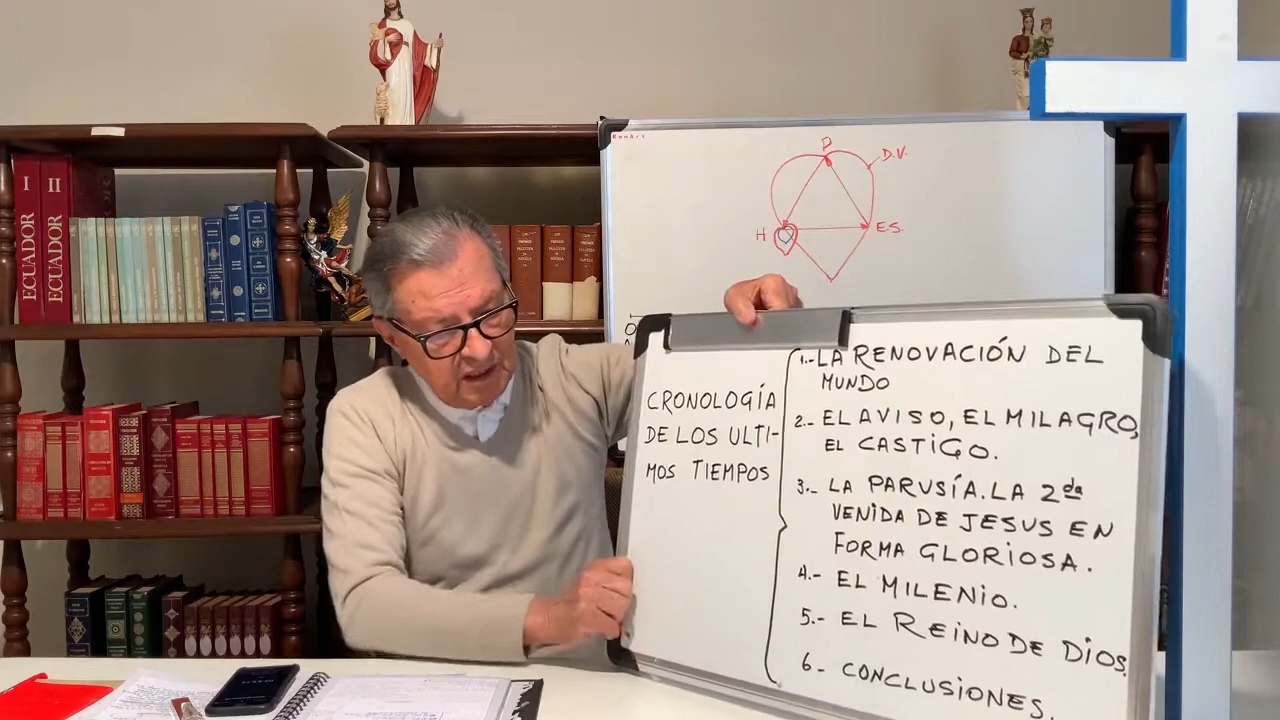 I
II
ECUADOR
ECUADOR
P
D.V.
H
E.S.
CRONOLOGÍA
DE LOS ULTI-
MOS TIEMPOS
1.- LA RENOVACIÓN DEL
MUNDO
2.- EL AVISO, EL MILAGRO,
EL CASTIGO.
3.- LA PARUSÍA. LA 2da
VENIDA DE JESUS EN
FORMA GLORIOSA.
4.- EL MILENIO.
5.- EL REINO DE DIOS.
6- CONCLUSIONES.